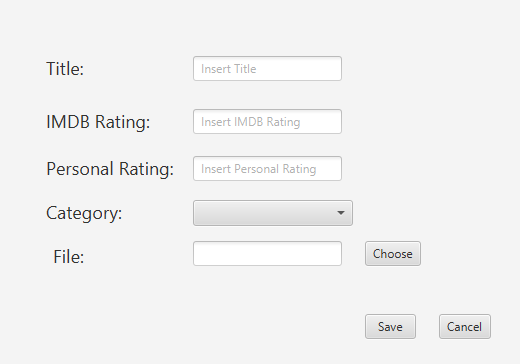 Title:
Insert Title
IMDB Rating:
Insert IMDB Rating
Personal Rating:
Insert Personal Rating
Category:
File:
Choose
Save
Cancel